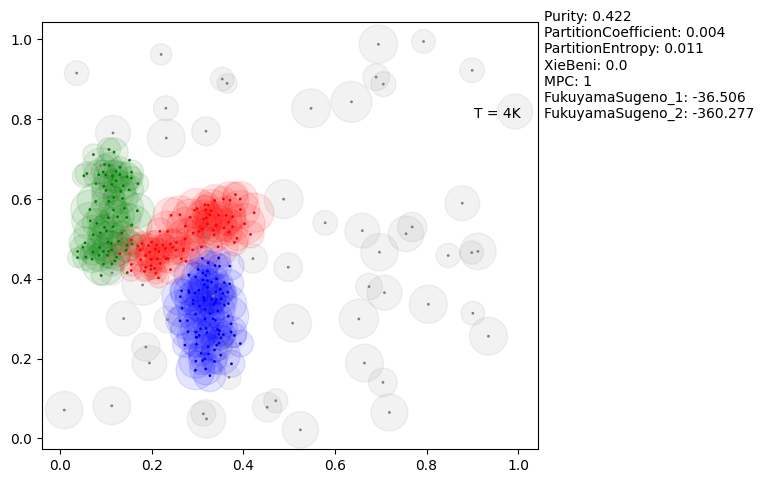 Purity: 0.422
PartitionCoefficient: 0.004
PartitionEntropy: 0.011
XieBeni: 0.0
MPC: 1
FukuyamaSugeno_1: -36.506
FukuyamaSugeno_2: -360.277
T = 4K
1.0
0.8
0.6
0.4
0.2
0.0
0.0 0.2 0.4 0.6 0.8 1.0